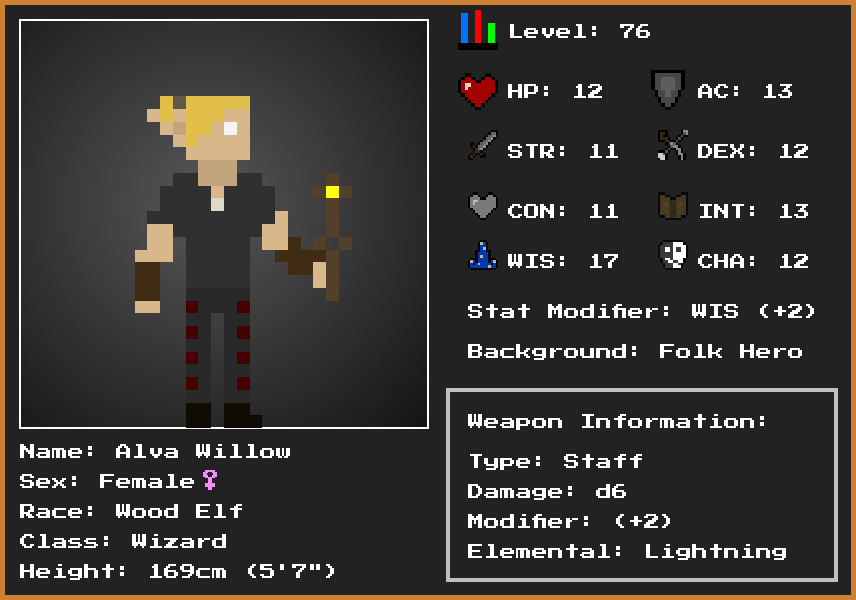 Level: 76
HP: 12 AC: 13
STR: 11 DEX: 12
CON: 11 INT: 13
WIS: 17 CHA: 12
Stat Modifier: WIS (+2)
Background: Folk Hero
Weapon Information:
Type: Staff
Damage: d6
Modifier: (+2)
Elemental: Lightning
Name: Alva Willow
Sex: Female♀
Race: Wood Elf
Class: Wizard
Height: 169cm (5'7")